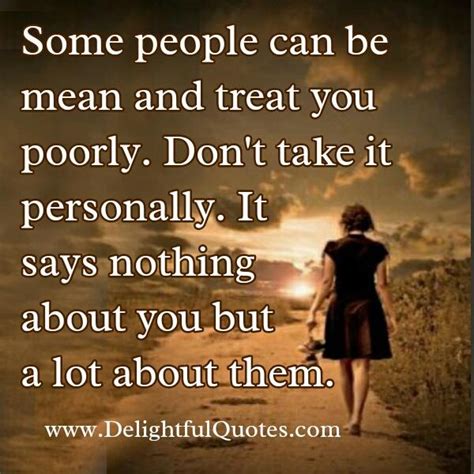 Some people can be
mean and treat you
poorly. Don't take it
personally. It
says nothing
about you but
a lot about them.
www.DelightfulQuotes.com